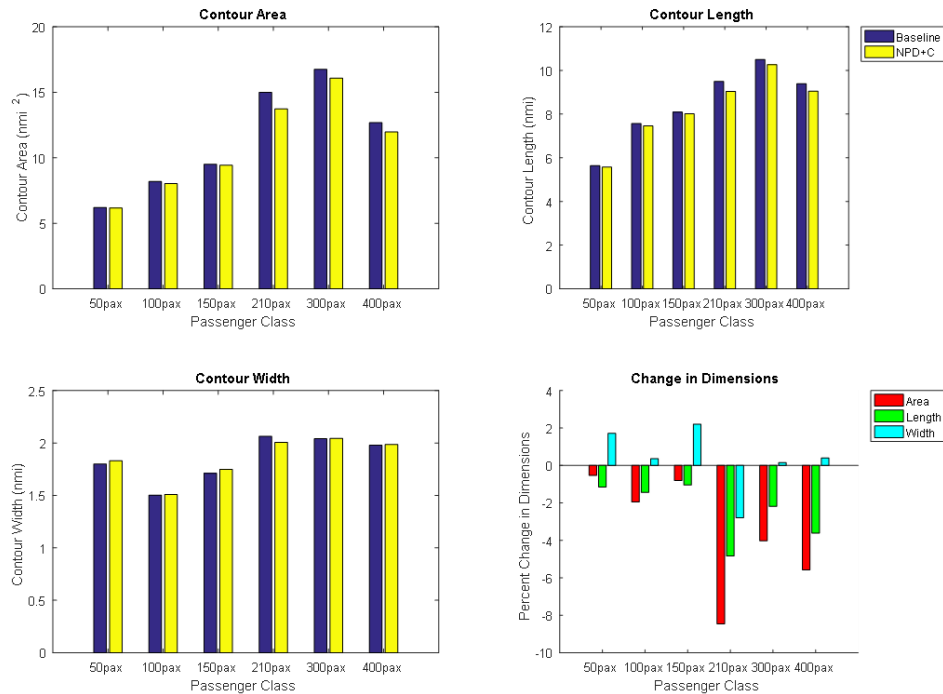 Contour Area
20
15
10
5
0
Contour Area (nmi 2)
50pax 100pax 150pax 210pax 300pax 400pax
Passenger Class
Contour Length
12
10
8
6
4
2
0
Contour Length (nmi)
50pax 100pax 150pax 210pax 300pax 400pax
Passenger Class
Baseline
NPD+C
Contour Width
2.5
2
1.5
1
0.5
0
Contour Width (nmi)
50pax 100pax 150pax 210pax 300pax 400pax
Passenger Class
Change in Dimensions
4
2
0
-2
-4
-6
-8
-10
Percent Change in Dimensions
50pax 100pax 150pax 210pax 300pax 400pax
Passenger Class
Area
Length
Width